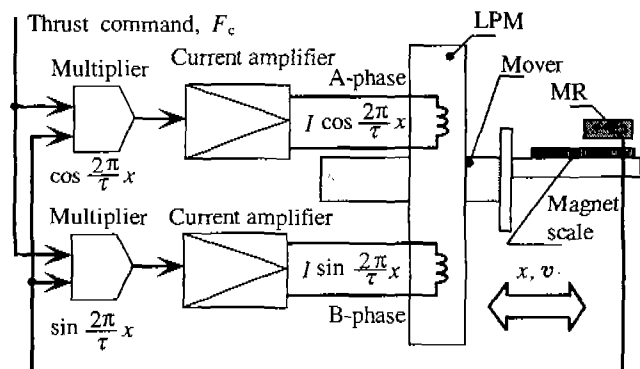 Thrust command, F_c
LPM
Multiplier
Current amplifier
A-phase
Mover
MR
I cos 2π/τ x
cos 2π/τ x
Magnet
scale
Multiplier
Current amplifier
I sin 2π/τ x
x, v
B-phase
sin 2π/τ x